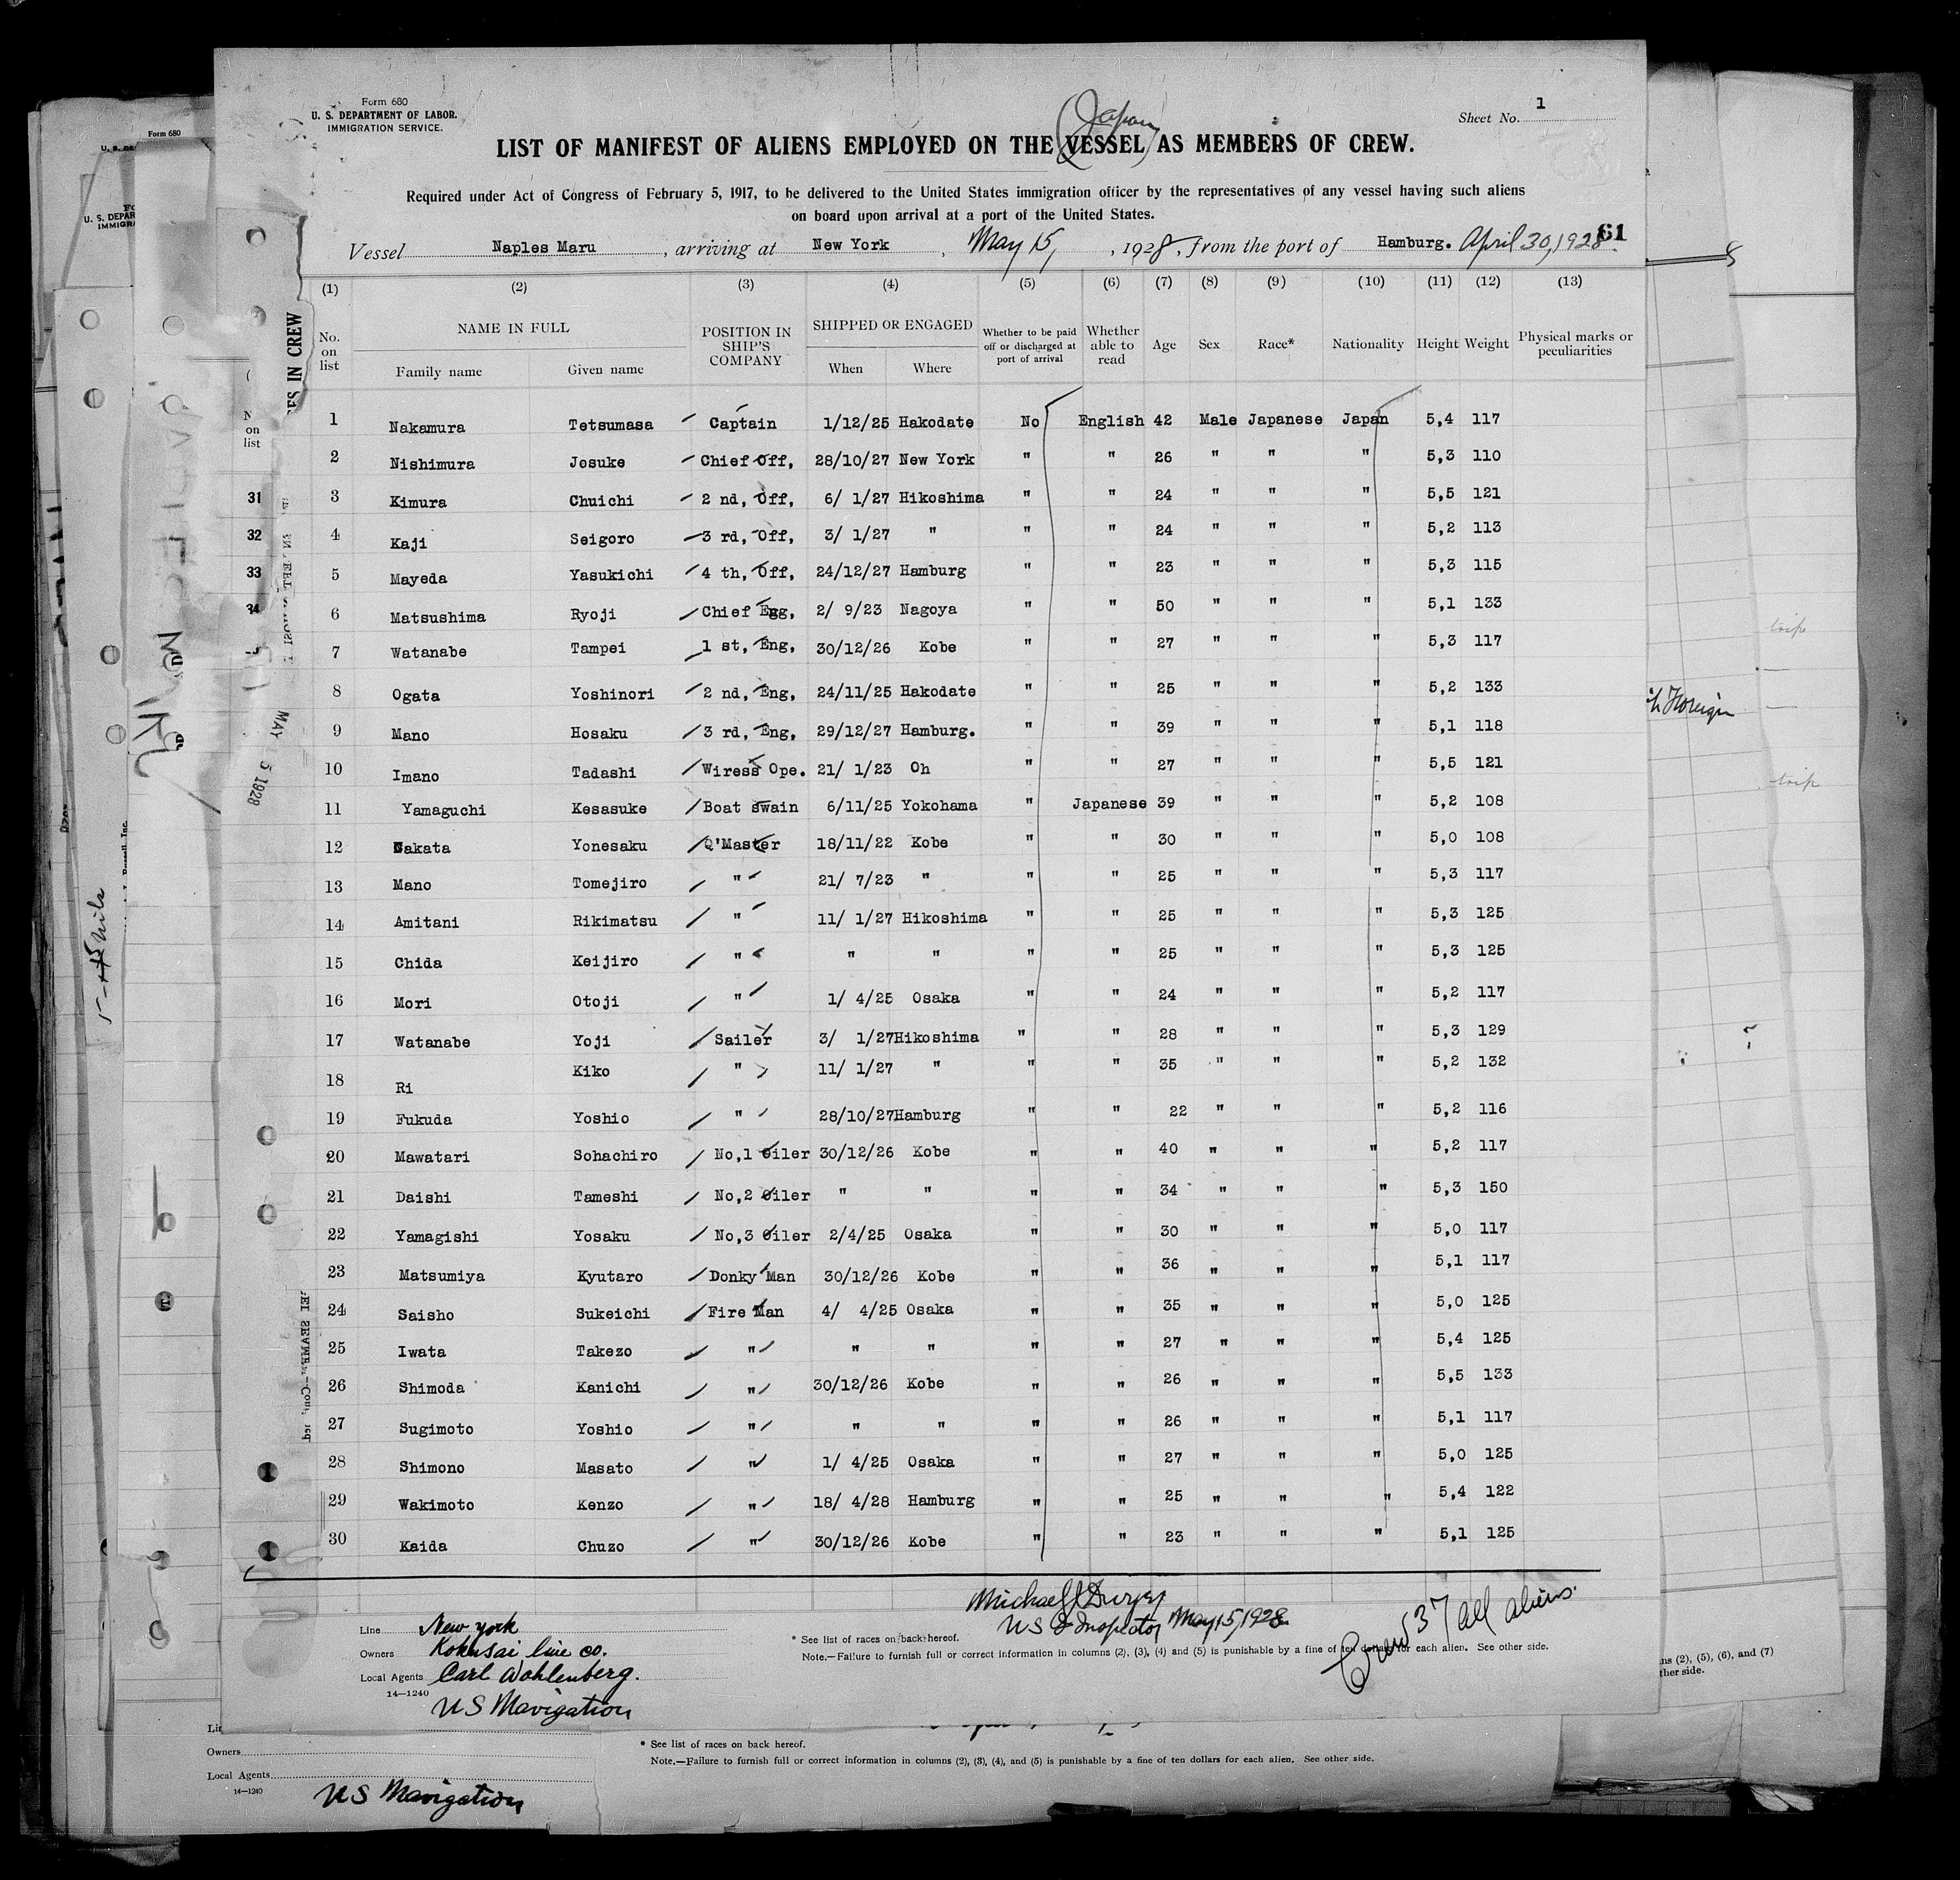 Form 680
U. S. DEPARTMENT OF LABOR.
IMMIGRATION SERVICE.
1
Sheet No.
(Japan)
LIST OF MANIFEST OF ALIENS EMPLOYED ON THE VESSEL AS MEMBERS OF CREW.
Required under Act of Congress of February 5, 1917, to be delivered to the United States immigration officer by the representatives of any vessel having such aliens
on board upon arrival at a port of the United States.
61
Vessel Naples Maru, arriving at New York, May 15, 1928, from the port of Hamburg. April 30, 1928
(1) (2) (3) (4) (5) (6) (7) (8) (9) (10) (11) (12) (13)
No. on list NAME IN FULL POSITION IN SHIP'S COMPANY SHIPPED OR ENGAGED Whether to be paid off or discharged at port of arrival Whether able to read Age Sex Race* Nationality Height Weight Physical marks or peculiarities
Family name Given name When Where
1 Nakamura Tetsumasa Captain 1/12/25 Hakodate No English 42 Male Japanese Japan 5,4 117
2 Nishimura Josuke Chief Off, 28/10/27 New York " " 26 " " " 5,3 110
3 Kimura Chuichi 2 nd, Off, 6/ 1/27 Hikoshima " " 24 " " " 5,5 121
4 Kaji Seigoro 3 rd, Off, 3/ 1/27 " " " 24 " " " 5,2 113
5 Mayeda Yasukichi 4 th, Off, 24/12/27 Hamburg " " 23 " " " 5,3 115
6 Matsushima Ryoji Chief Egg, 2/ 9/23 Nagoya " " 50 " " " 5,1 133
7 Watanabe Tampei 1 st, Eng, 30/12/26 Kobe " " 27 " " " 5,3 117
8 Ogata Yoshinori 2 nd, Eng, 24/11/25 Hakodate " " 25 " " " 5,2 133
9 Mano Hosaku 3 rd, Eng, 29/12/27 Hamburg. " " 39 " " " 5,1 118
10 Imano Tadashi Wiress Ope. 21/ 1/23 Oh " " 27 " " " 5,5 121
11 Yamaguchi Kesasuke Boat swain 6/11/25 Yokohama " Japanese 39 " " " 5,2 108
12 Nakata Yonesaku Q'Master 18/11/22 Kobe " " 30 " " " 5,0 108
13 Mano Tomejiro " 21/ 7/23 " " " 25 " " " 5,3 117
14 Amitani Rikimatsu " 11/ 1/27 Hikoshima " " 25 " " " 5,3 125
15 Chida Keijiro " " " " " 25 " " " 5,3 125
16 Mori Otoji " 1/ 4/25 Osaka " " 24 " " " 5,2 117
17 Watanabe Yoji Sailer 3/ 1/27 Hikoshima " " 28 " " " 5,3 129
18 Ri Kiko " 11/ 1/27 " " " 35 " " " 5,2 132
19 Fukuda Yoshio " 28/10/27 Hamburg " " 22 " " " 5,2 116
20 Mawatari Sohachiro No,1 Oiler 30/12/26 Kobe " " 40 " " " 5,2 117
21 Daishi Tameshi No,2 Oiler " " " " 34 " " " 5,3 150
22 Yamagishi Yosaku No,3 Oiler 2/4/25 Osaka " " 30 " " " 5,0 117
23 Matsumiya Kyutaro Donky Man 30/12/26 Kobe " " 36 " " " 5,1 117
24 Saisho Sukeichi Fire Man 4/ 4/25 Osaka " " 35 " " " 5,0 125
25 Iwata Takezo " " " " " 27 " " " 5,4 125
26 Shimoda Kanichi " 30/12/26 Kobe " " 26 " " " 5,5 133
27 Sugimoto Yoshio " " " " " 26 " " " 5,1 117
28 Shimono Masato " 1/ 4/25 Osaka " " 27 " " " 5,0 125
29 Wakimoto Kenzo " 18/ 4/28 Hamburg " " 25 " " " 5,4 122
30 Kaida Chuzo " 30/12/26 Kobe " " 23 " " " 5,1 125
US Inspector May 15, 1928
Crew 37 all aliens.
Line New York
Owners Kokusai line co.
Local Agents Carl Wohlenberg.
14—1240
US Navigation
* See list of races on back hereof.
Note.—Failure to furnish full or correct information in columns (2), (3), (4) and (5) is punishable by a fine of ten dollars for each alien. See other side.
Owners
Local Agents
14—1240
US Navigation
* See list of races on back hereof.
Note.—Failure to furnish full or correct information in columns (2), (3), (4), and (5) is punishable by a fine of ten dollars for each alien. See other side.
Form 680
on
list
31
32
33
34
MAY 15 1928
trip
Foreign
trip
(2), (5), (6), and (7)